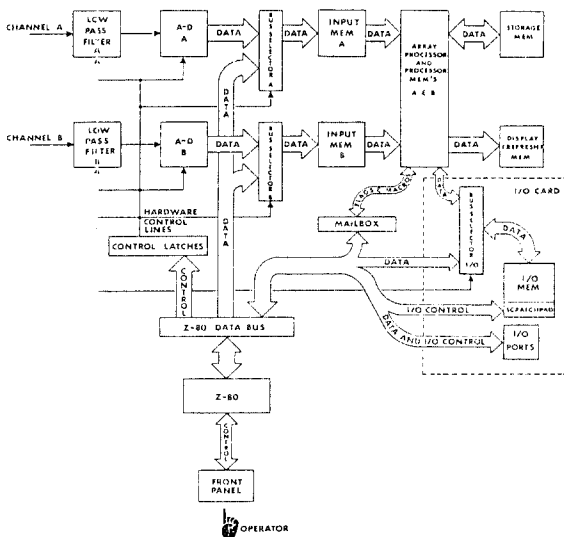 CHANNEL A
LOW
PASS
FILTER
A
A-D
A
DATA
BUS SELECTOR A
DATA
INPUT
MEM
A
DATA
ARRAY
PROCESSOR
AND
PROCESSOR
MEM'S
A & B
DATA
STORAGE
MEM
DATA
CHANNEL B
LOW
PASS
FILTER
B
A-D
B
DATA
BUS SELECTOR B
DATA
INPUT
MEM B
DATA
DATA
DISPLAY
(REFRESH)
MEM
HARDWARE
CONTROL
LINES
DATA
CONTROL LATCHES
CONTROL
FLAGS & MACRO
MAILBOX
DATA
I/O CARD
BUS SELECTOR I/O
DATA
DATA
I/O
MEM
SCRATCHPAD
I/O CONTROL
DATA AND I/O CONTROL
I/O
PORTS
Z-80 DATA BUS
Z-80
CONTROL
FRONT
PANEL
OPERATOR